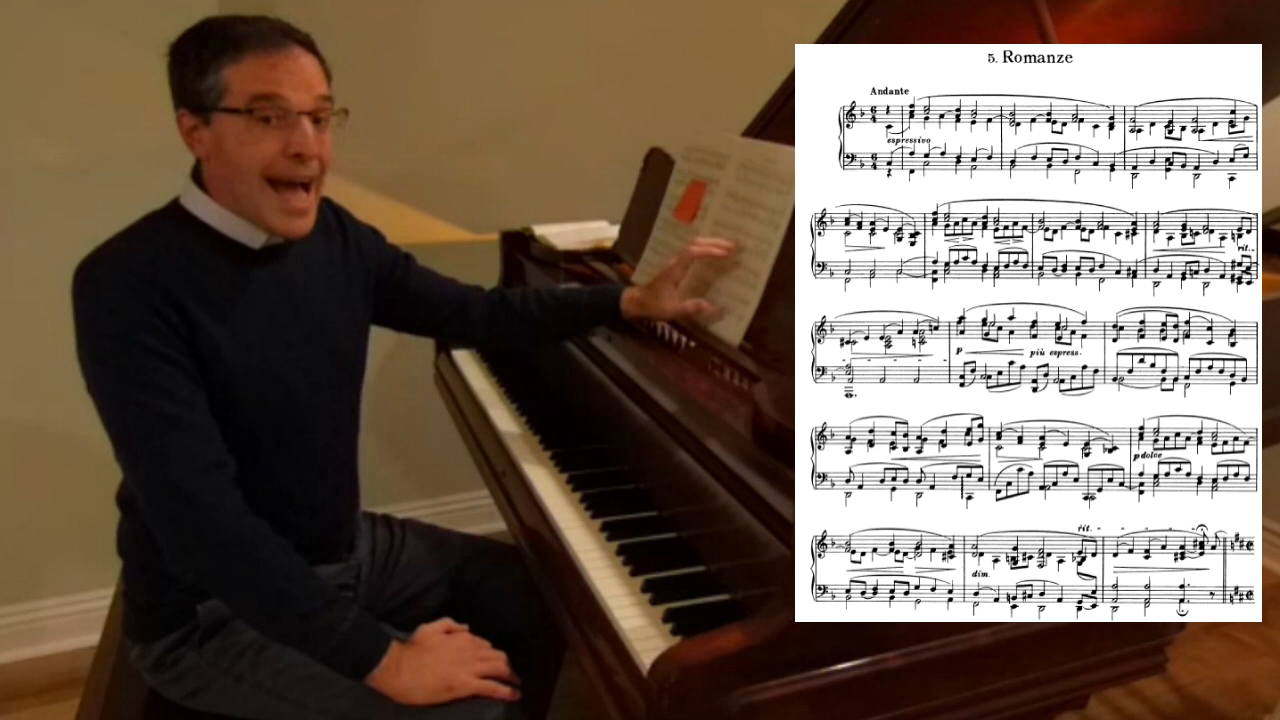 5. Romanze
Andante
espressivo
rit.
p
più espress.
p dolce
rit.
dim.